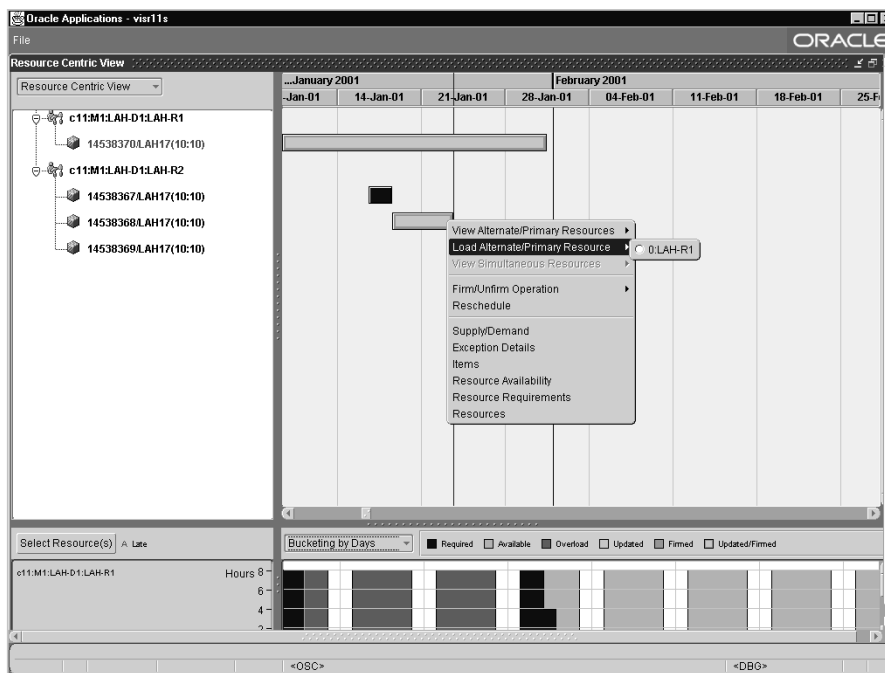 Oracle Applications - visr11s
File
ORACLE
Resource Centric View
Resource Centric View
...January 2001
February 2001
-Jan-01 14-Jan-01 21-Jan-01 28-Jan-01 04-Feb-01 11-Feb-01 18-Feb-01 25-F
c11:M1:LAH-D1:LAH-R1
14538370/LAH17(10:10)
c11:M1:LAH-D1:LAH-R2
14538367/LAH17(10:10)
14538368/LAH17(10:10)
14538369/LAH17(10:10)
View Alternate/Primary Resources
Load Alternate/Primary Resource
0:LAH-R1
View Simultaneous Resources
Firm/Unfirm Operation
Reschedule
Supply/Demand
Exception Details
Items
Resource Availability
Resource Requirements
Resources
Select Resource(s) A Late
Bucketing by Days
Required Available Overload Updated Firmed Updated/Firmed
c11:M1:LAH-D1:LAH-R1
Hours 8
6
4
2
<OSC> <DBG>